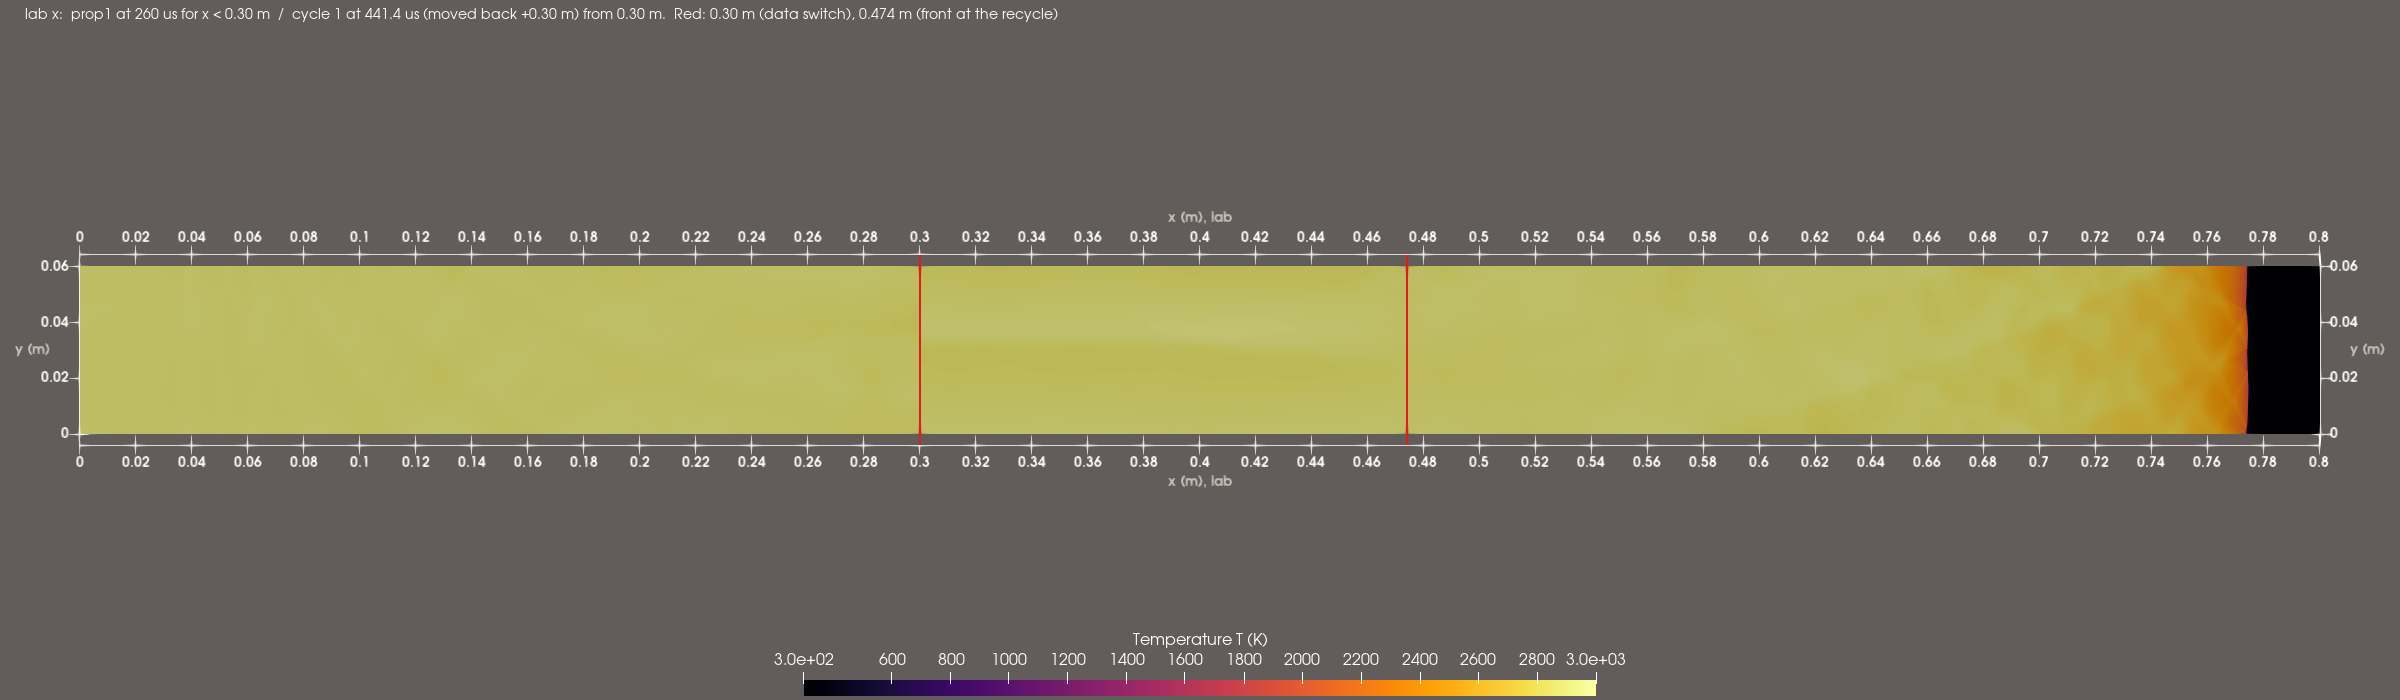 lab x:  prop1 at 260 us for x < 0.30 m  /  cycle 1 at 441.4 us (moved back +0.30 m) from 0.30 m.  Red: 0.30 m (data switch), 0.474 m (front at the recycle)
x (m), lab
0 0.02 0.04 0.06 0.08 0.1 0.12 0.14 0.16 0.18 0.2 0.22 0.24 0.26 0.28 0.3 0.32 0.34 0.36 0.38 0.4 0.42 0.44 0.46 0.48 0.5 0.52 0.54 0.56 0.58 0.6 0.62 0.64 0.66 0.68 0.7 0.72 0.74 0.76 0.78 0.8
0.06 0.06
0.04 0.04
y (m) y (m)
0.02 0.02
0 0
0 0.02 0.04 0.06 0.08 0.1 0.12 0.14 0.16 0.18 0.2 0.22 0.24 0.26 0.28 0.3 0.32 0.34 0.36 0.38 0.4 0.42 0.44 0.46 0.48 0.5 0.52 0.54 0.56 0.58 0.6 0.62 0.64 0.66 0.68 0.7 0.72 0.74 0.76 0.78 0.8
x (m), lab
Temperature T (K)
3.0e+02 600 800 1000 1200 1400 1600 1800 2000 2200 2400 2600 2800 3.0e+03